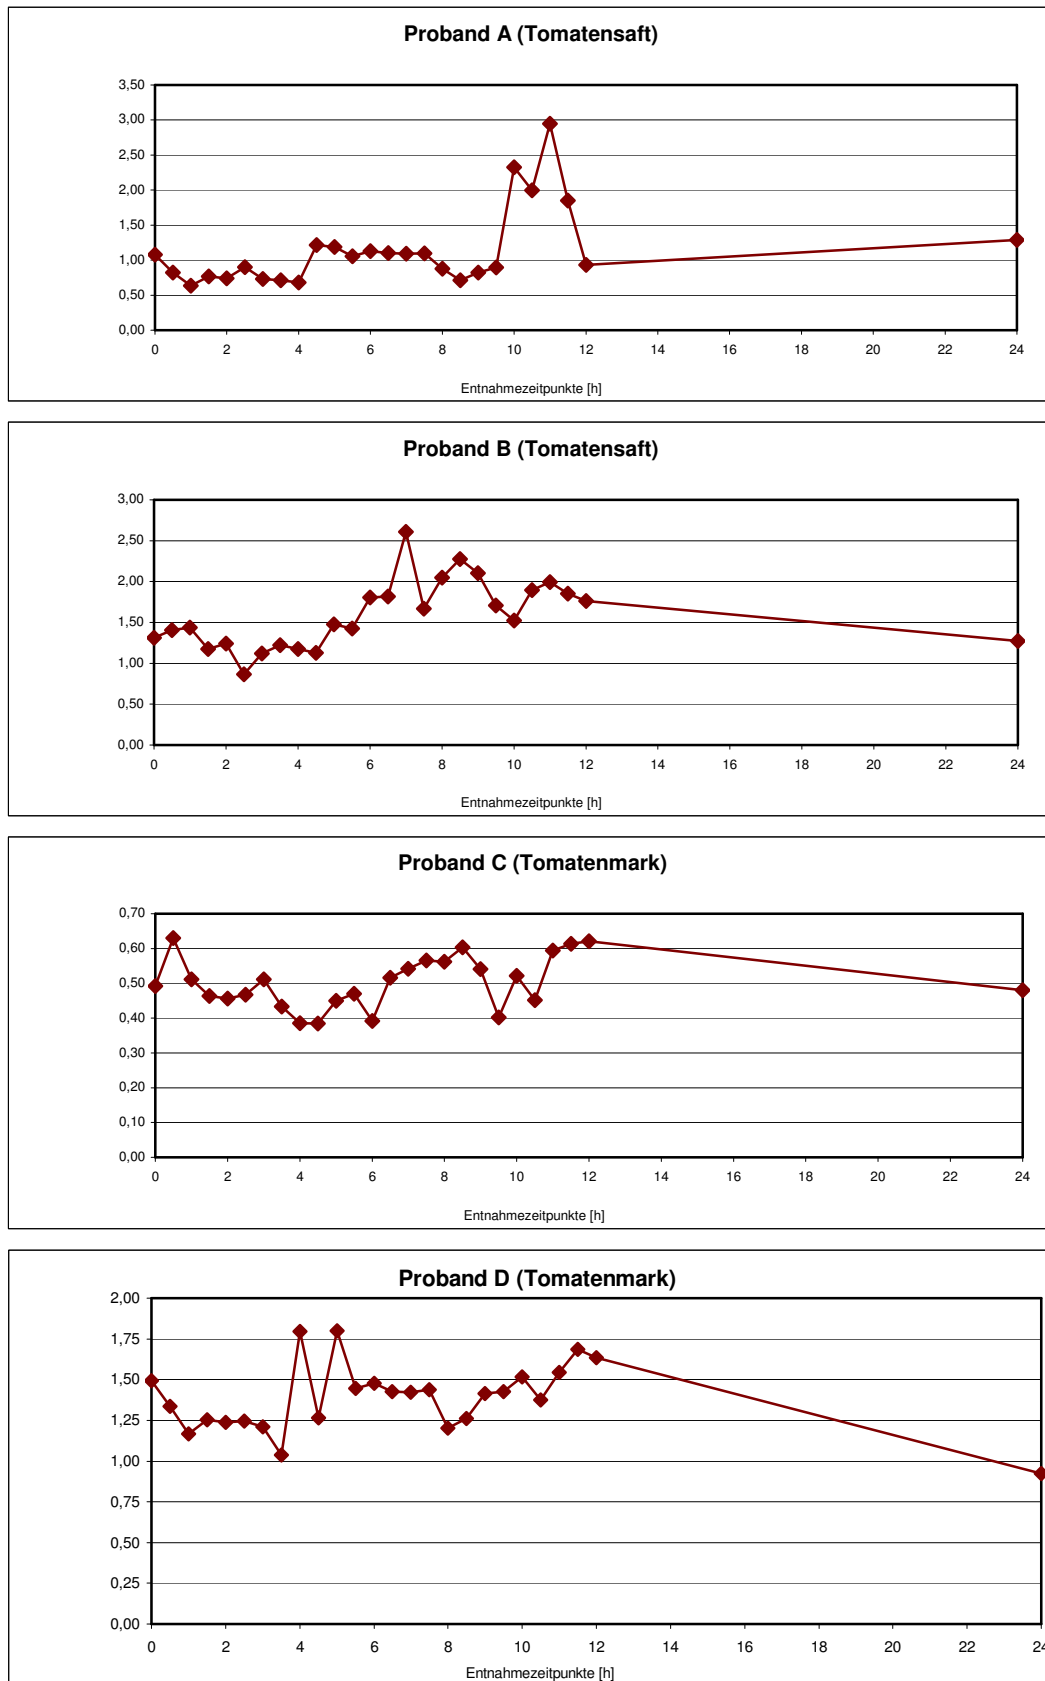 Proband A (Tomatensaft)
3,50
3,00
2,50
2,00
1,50
1,00
0,50
0,00
0 2 4 6 8 10 12 14 16 18 20 22 24
Entnahmezeitpunkte [h]
Proband B (Tomatensaft)
3,00
2,50
2,00
1,50
1,00
0,50
0,00
0 2 4 6 8 10 12 14 16 18 20 22 24
Entnahmezeitpunkte [h]
Proband C (Tomatenmark)
0,70
0,60
0,50
0,40
0,30
0,20
0,10
0,00
0 2 4 6 8 10 12 14 16 18 20 22 24
Entnahmezeitpunkte [h]
Proband D (Tomatenmark)
2,00
1,75
1,50
1,25
1,00
0,75
0,50
0,25
0,00
0 2 4 6 8 10 12 14 16 18 20 22 24
Entnahmezeitpunkte [h]